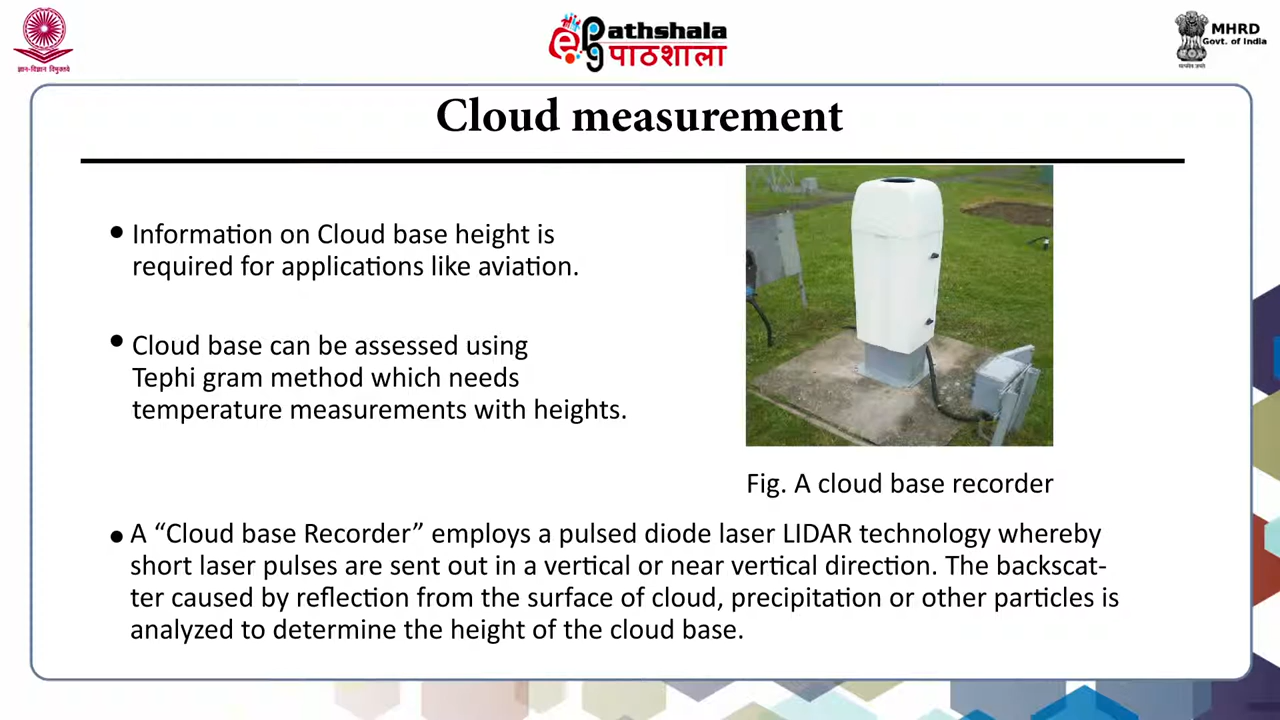 ज्ञान-विज्ञान विमुक्तये
ePathshala
पाठशाला
MHRD
Govt. of India
सत्यमेव जयते
Cloud measurement
• Information on Cloud base height is
required for applications like aviation.
• Cloud base can be assessed using
Tephi gram method which needs
temperature measurements with heights.
Fig. A cloud base recorder
• A “Cloud base Recorder” employs a pulsed diode laser LIDAR technology whereby
short laser pulses are sent out in a vertical or near vertical direction. The backscat-
ter caused by reflection from the surface of cloud, precipitation or other particles is
analyzed to determine the height of the cloud base.